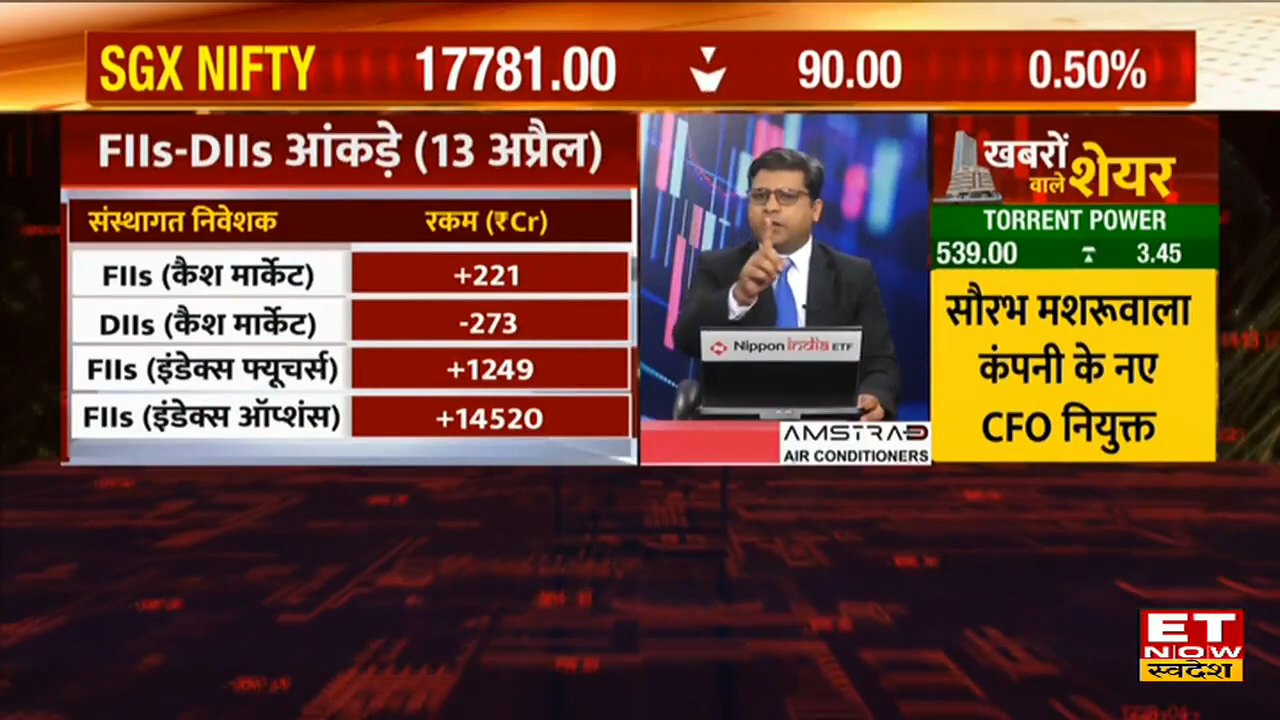 SGX NIFTY 17781.00 90.00 0.50%
FIIs-DIIs आंकड़े (13 अप्रैल)
संस्थागत निवेशक रकम (₹Cr)
FIIs (कैश मार्केट) +221
DIIs (कैश मार्केट) -273
FIIs (इंडेक्स फ्यूचर्स) +1249
FIIs (इंडेक्स ऑप्शंस) +14520
Nippon india ETF
AMSTRAD
AIR CONDITIONERS
खबरों
वाले शेयर
TORRENT POWER
539.00 3.45
सौरभ मशरूवाला
कंपनी के नए
CFO नियुक्त
ET
NOW
स्वदेश